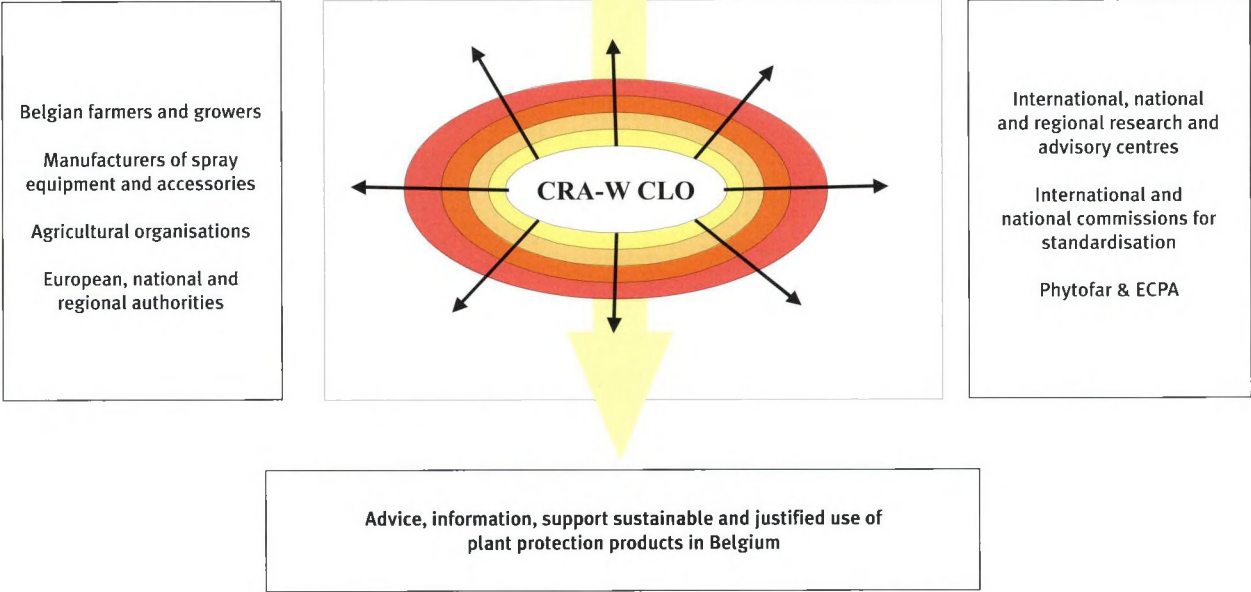 Belgian farmers and growers
Manufacturers of spray
equipment and accessories
Agricultural organisations
European, national and
regional authorities
CRA-W CLO
International, national
and regional research and
advisory centres
International and
national commissions for
standardisation
Phytofar & ECPA
Advice, information, support sustainable and justified use of
plant protection products in Belgium